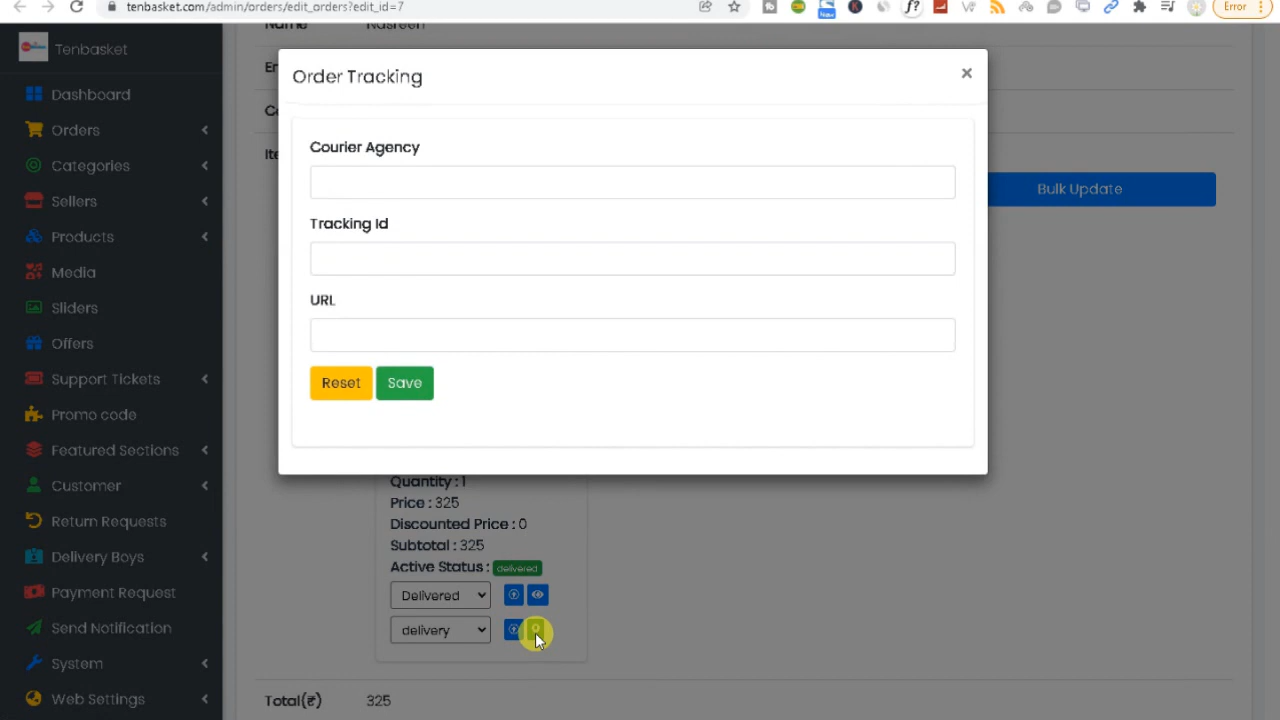 tenbasket.com/admin/orders/edit_orders?edit_id=7
New
f?
Error
Tenbasket
Dashboard
Orders
Categories
Sellers
Products
Media
Sliders
Offers
Support Tickets
Promo code
Featured Sections
Customer
Return Requests
Delivery Boys
Payment Request
Send Notification
System
Web Settings
Name Nasreen
Order Tracking
×
Courier Agency
Tracking Id
URL
Reset Save
Bulk Update
Quantity : 1
Price : 325
Discounted Price : 0
Subtotal : 325
Active Status : delivered
Delivered
delivery
Total(₹) 325